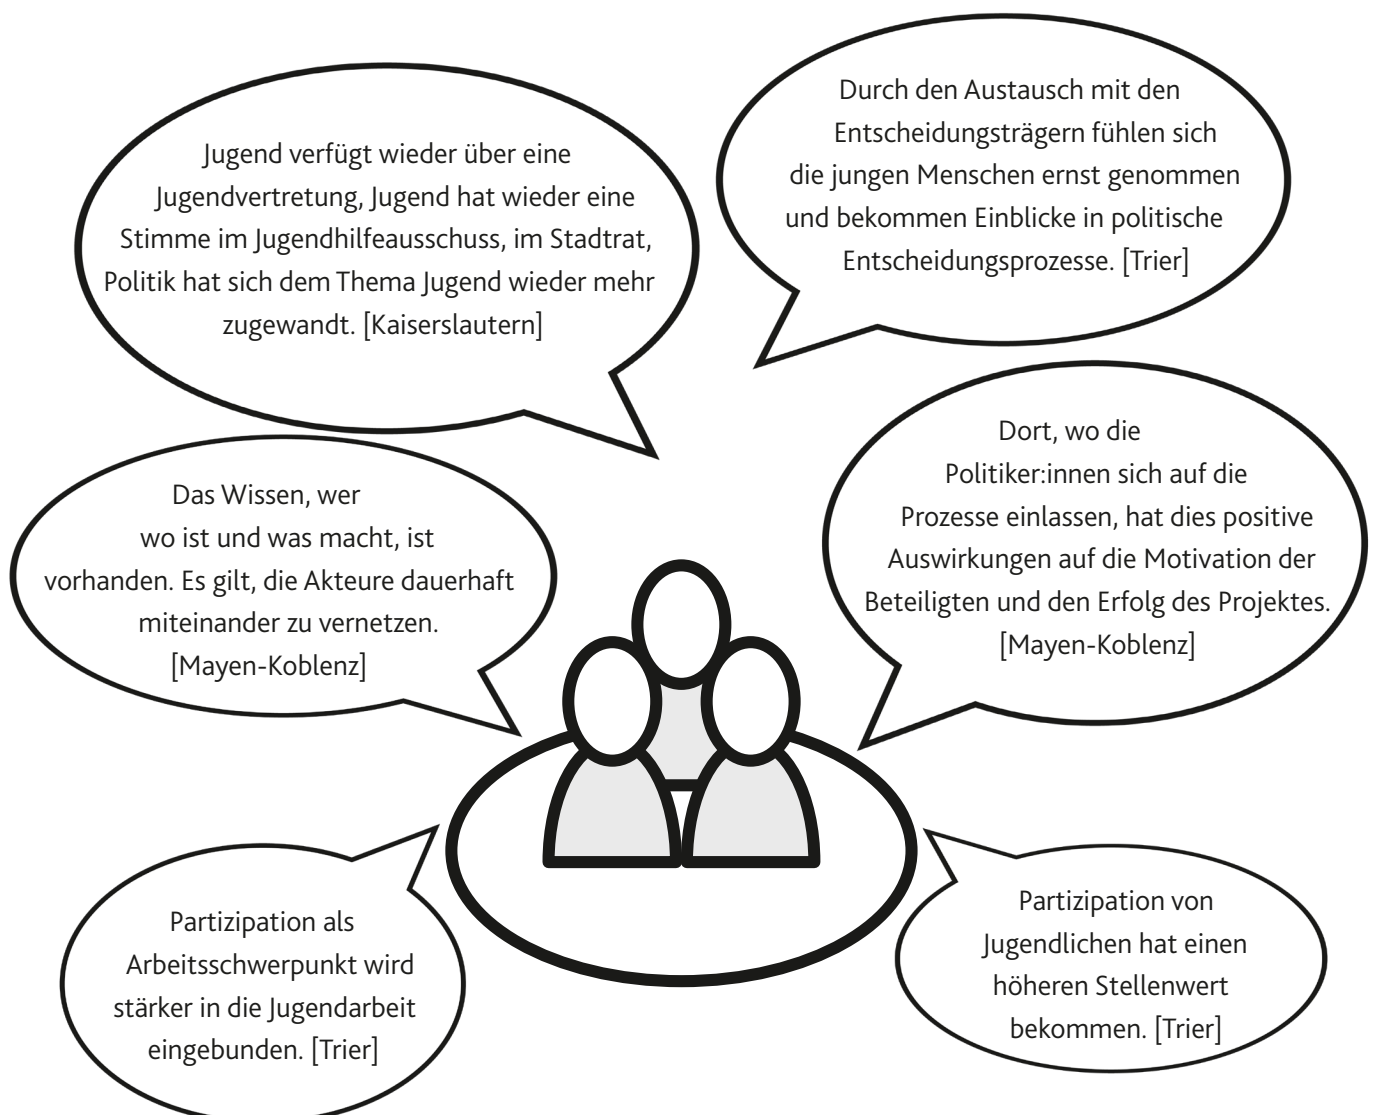 Jugend verfügt wieder über eine
Jugendvertretung, Jugend hat wieder eine
Stimme im Jugendhilfeausschuss, im Stadtrat,
Politik hat sich dem Thema Jugend wieder mehr
zugewandt. [Kaiserslautern]
Durch den Austausch mit den
Entscheidungsträgern fühlen sich
die jungen Menschen ernst genommen
und bekommen Einblicke in politische
Entscheidungsprozesse. [Trier]
Das Wissen, wer
wo ist und was macht, ist
vorhanden. Es gilt, die Akteure dauerhaft
miteinander zu vernetzen.
[Mayen-Koblenz]
Dort, wo die
Politiker:innen sich auf die
Prozesse einlassen, hat dies positive
Auswirkungen auf die Motivation der
Beteiligten und den Erfolg des Projektes.
[Mayen-Koblenz]
Partizipation als
Arbeitsschwerpunkt wird
stärker in die Jugendarbeit
eingebunden. [Trier]
Partizipation von
Jugendlichen hat einen
höheren Stellenwert
bekommen. [Trier]